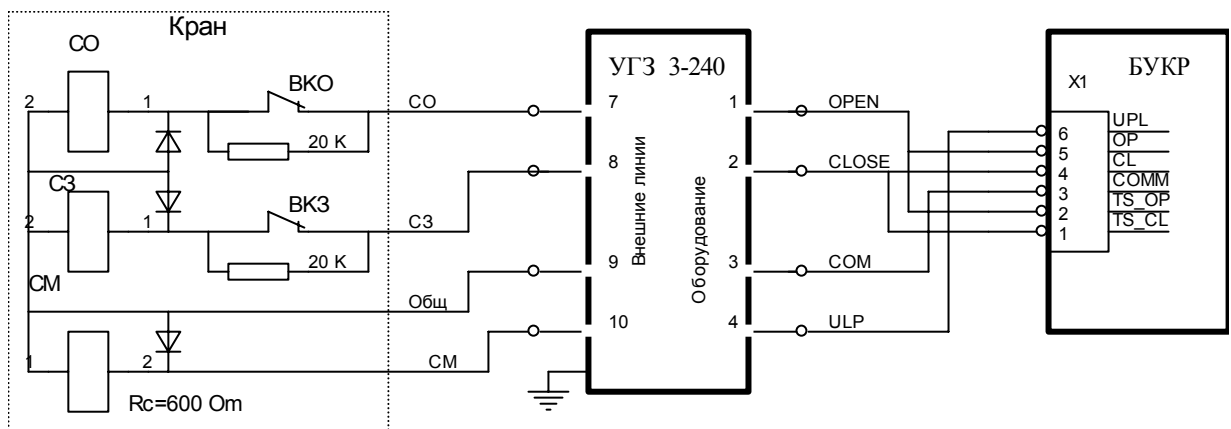 Кран
СО
2
1
ВКО
СО
20 К
СЗ
2
1
ВКЗ
СЗ
20 К
СМ
Общ
1
2
СМ
Rc=600 Om
УГЗ 3-240
7
8
9
10
Внешние линии
Оборудование
1
2
3
4
OPEN
CLOSE
COM
ULP
БУКР
X1
6
5
4
3
2
1
UPL
OP
CL
COMM
TS_OP
TS_CL